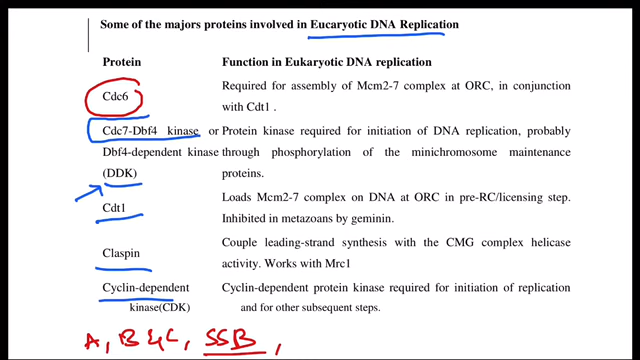 Some of the majors proteins involved in Eucaryotic DNA Replication
Protein Function in Eukaryotic DNA replication
Cdc6 Required for assembly of Mcm2-7 complex at ORC, in conjunction
with Cdt1 .
Cdc7-Dbf4 kinase or Protein kinase required for initiation of DNA replication, probably
Dbf4-dependent kinase through phosphorylation of the minichromosome maintenance
(DDK) proteins.
Cdt1 Loads Mcm2-7 complex on DNA at ORC in pre-RC/licensing step.
Inhibited in metazoans by geminin.
Claspin Couple leading-strand synthesis with the CMG complex helicase
activity. Works with Mrc1
Cyclin-dependent Cyclin-dependent protein kinase required for initiation of replication
kinase(CDK) and for other subsequent steps.
A, B & C, SSB,